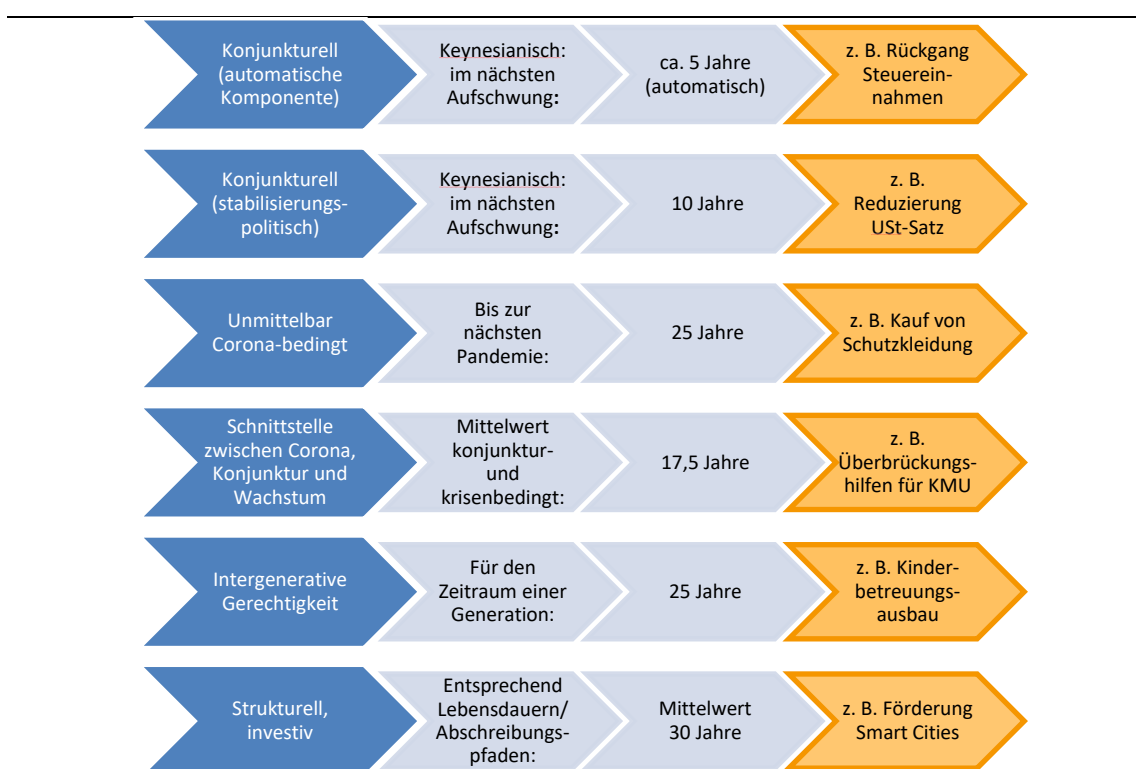 Konjunkturell
(automatische
Komponente)
Keynesianisch:
im nächsten
Aufschwung:
ca. 5 Jahre
(automatisch)
z. B. Rückgang
Steuerein-
nahmen
Konjunkturell
(stabilisierungs-
politisch)
Keynesianisch:
im nächsten
Aufschwung:
10 Jahre
z. B.
Reduzierung
USt-Satz
Unmittelbar
Corona-bedingt
Bis zur
nächsten
Pandemie:
25 Jahre
z. B. Kauf von
Schutzkleidung
Schnittstelle
zwischen Corona,
Konjunktur und
Wachstum
Mittelwert
konjunktur-
und
krisenbedingt:
17,5 Jahre
z. B.
Überbrückungs-
hilfen für KMU
Intergenerative
Gerechtigkeit
Für den
Zeitraum einer
Generation:
25 Jahre
z. B. Kinder-
betreuungs-
ausbau
Strukturell,
investiv
Entsprechend
Lebensdauern/
Abschreibungs-
pfaden:
Mittelwert
30 Jahre
z. B. Förderung
Smart Cities